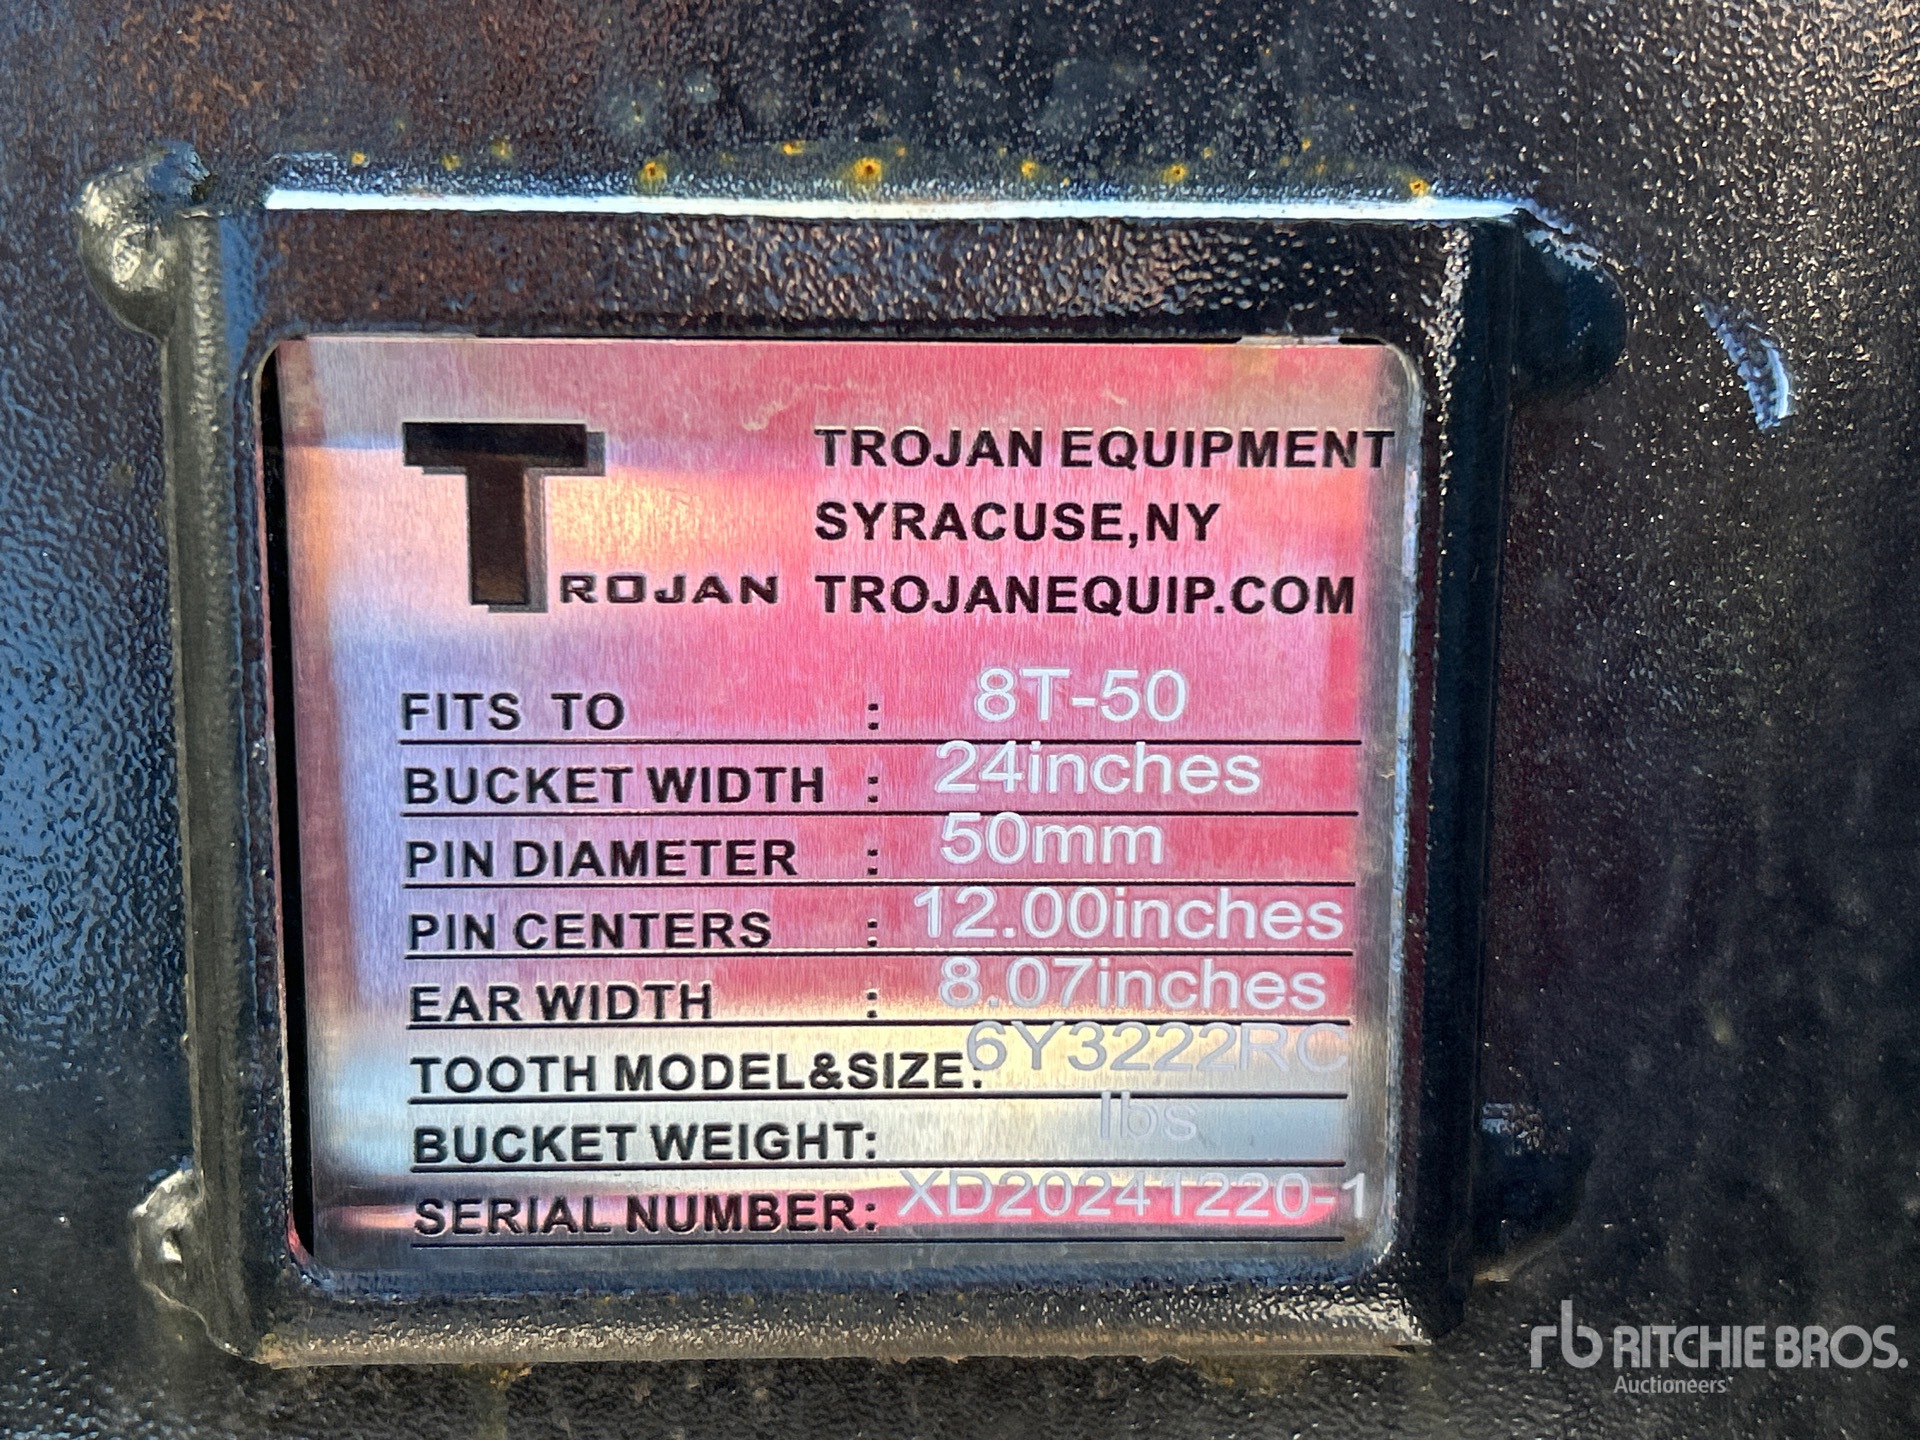 TROJAN
TROJAN EQUIPMENT
SYRACUSE,NY
TROJANEQUIP.COM
FITS TO : 8T-50
BUCKET WIDTH : 24inches
PIN DIAMETER : 50mm
PIN CENTERS : 12.00inches
EAR WIDTH : 8.07inches
TOOTH MODEL&SIZE: 6Y3222RC
BUCKET WEIGHT: lbs
SERIAL NUMBER: XD20241220-1
rb RITCHIE BROS.
Auctioneers